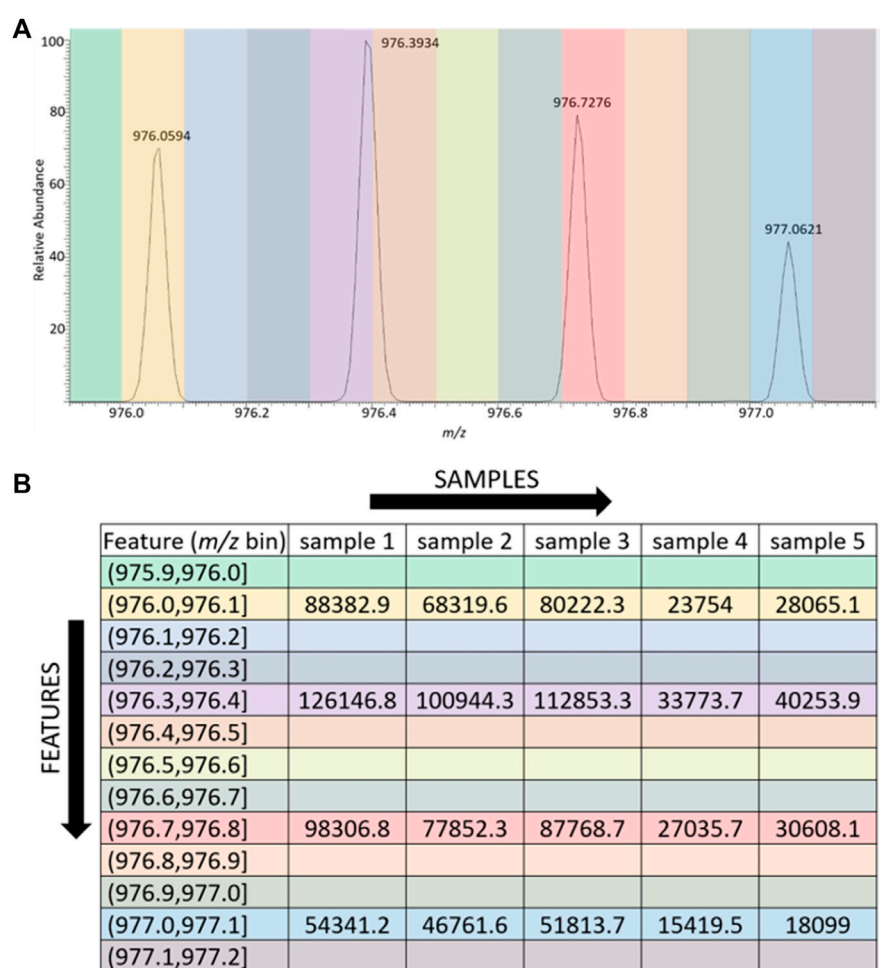 A
100
976.3934
80
976.7276
976.0594
60
Relative Abundance
977.0621
40
20
976.0 976.2 976.4 976.6 976.8 977.0
m/z
B
SAMPLES
FEATURES
Feature (m/z bin) sample 1 sample 2 sample 3 sample 4 sample 5
(975.9,976.0]
(976.0,976.1] 88382.9 68319.6 80222.3 23754 28065.1
(976.1,976.2]
(976.2,976.3]
(976.3,976.4] 126146.8 100944.3 112853.3 33773.7 40253.9
(976.4,976.5]
(976.5,976.6]
(976.6,976.7]
(976.7,976.8] 98306.8 77852.3 87768.7 27035.7 30608.1
(976.8,976.9]
(976.9,977.0]
(977.0,977.1] 54341.2 46761.6 51813.7 15419.5 18099
(977.1,977.2]